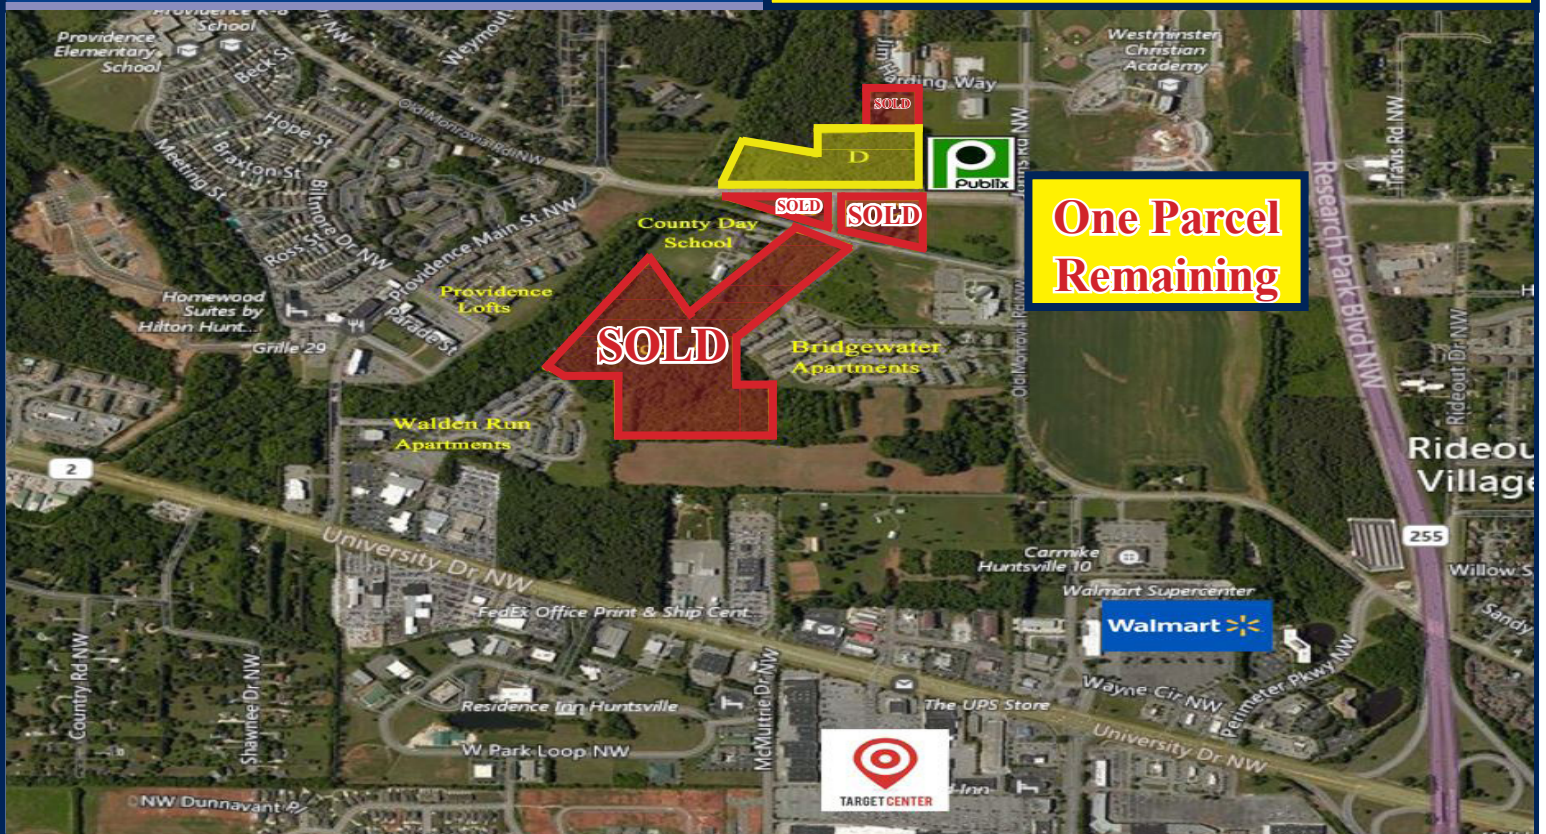 Providence K-8
School
Providence
Elementary
School
Beck St
Weymouth
Hope St
Braxton St
Meeting St
Biltmore Dr NW
Ross St
Old Monrovia Rd NW
Providence Main St NW
Parade St
Homewood
Suites by
Hilton Hunt...
Grille 29
Providence
Lofts
County Day
School
Jim Ha
rding Way
SOLD
D
Publix
SOLD
SOLD
SOLD
Westminster
Christian
Academy
Travis Rd NW
Research Park Blvd NW
One Parcel
Remaining
Bridgewater
Apartments
Old Monrovia Rd NW
Rideout Dr NW
Walden Run
Apartments
2
Rideou
Village
255
Willow S
Sandy
University Dr NW
Carmike
Huntsville 10
Walmart Supercenter
Walmart
FedEx Office Print & Ship Cent...
Country Rd NW
Shawnee Dr NW
McMurtrie Dr NW
Residence Inn Huntsville
W Park Loop NW
The UPS Store
Wayne Cir NW
Perimeter Pkwy NW
University Dr NW
TARGET CENTER
d Inn
NW Dunnavant Pl